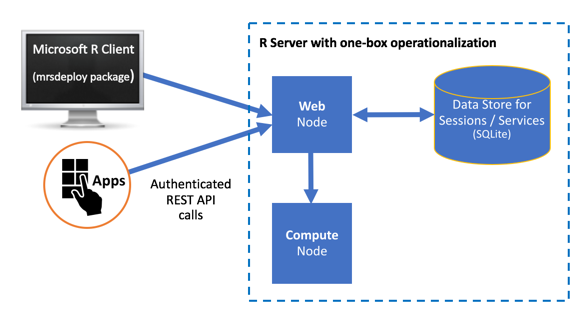 Microsoft R Client
(mrsdeploy package)
Apps
Authenticated
REST API
calls
R Server with one-box operationalization
Web
Node
Data Store for
Sessions / Services
(SQLite)
Compute
Node